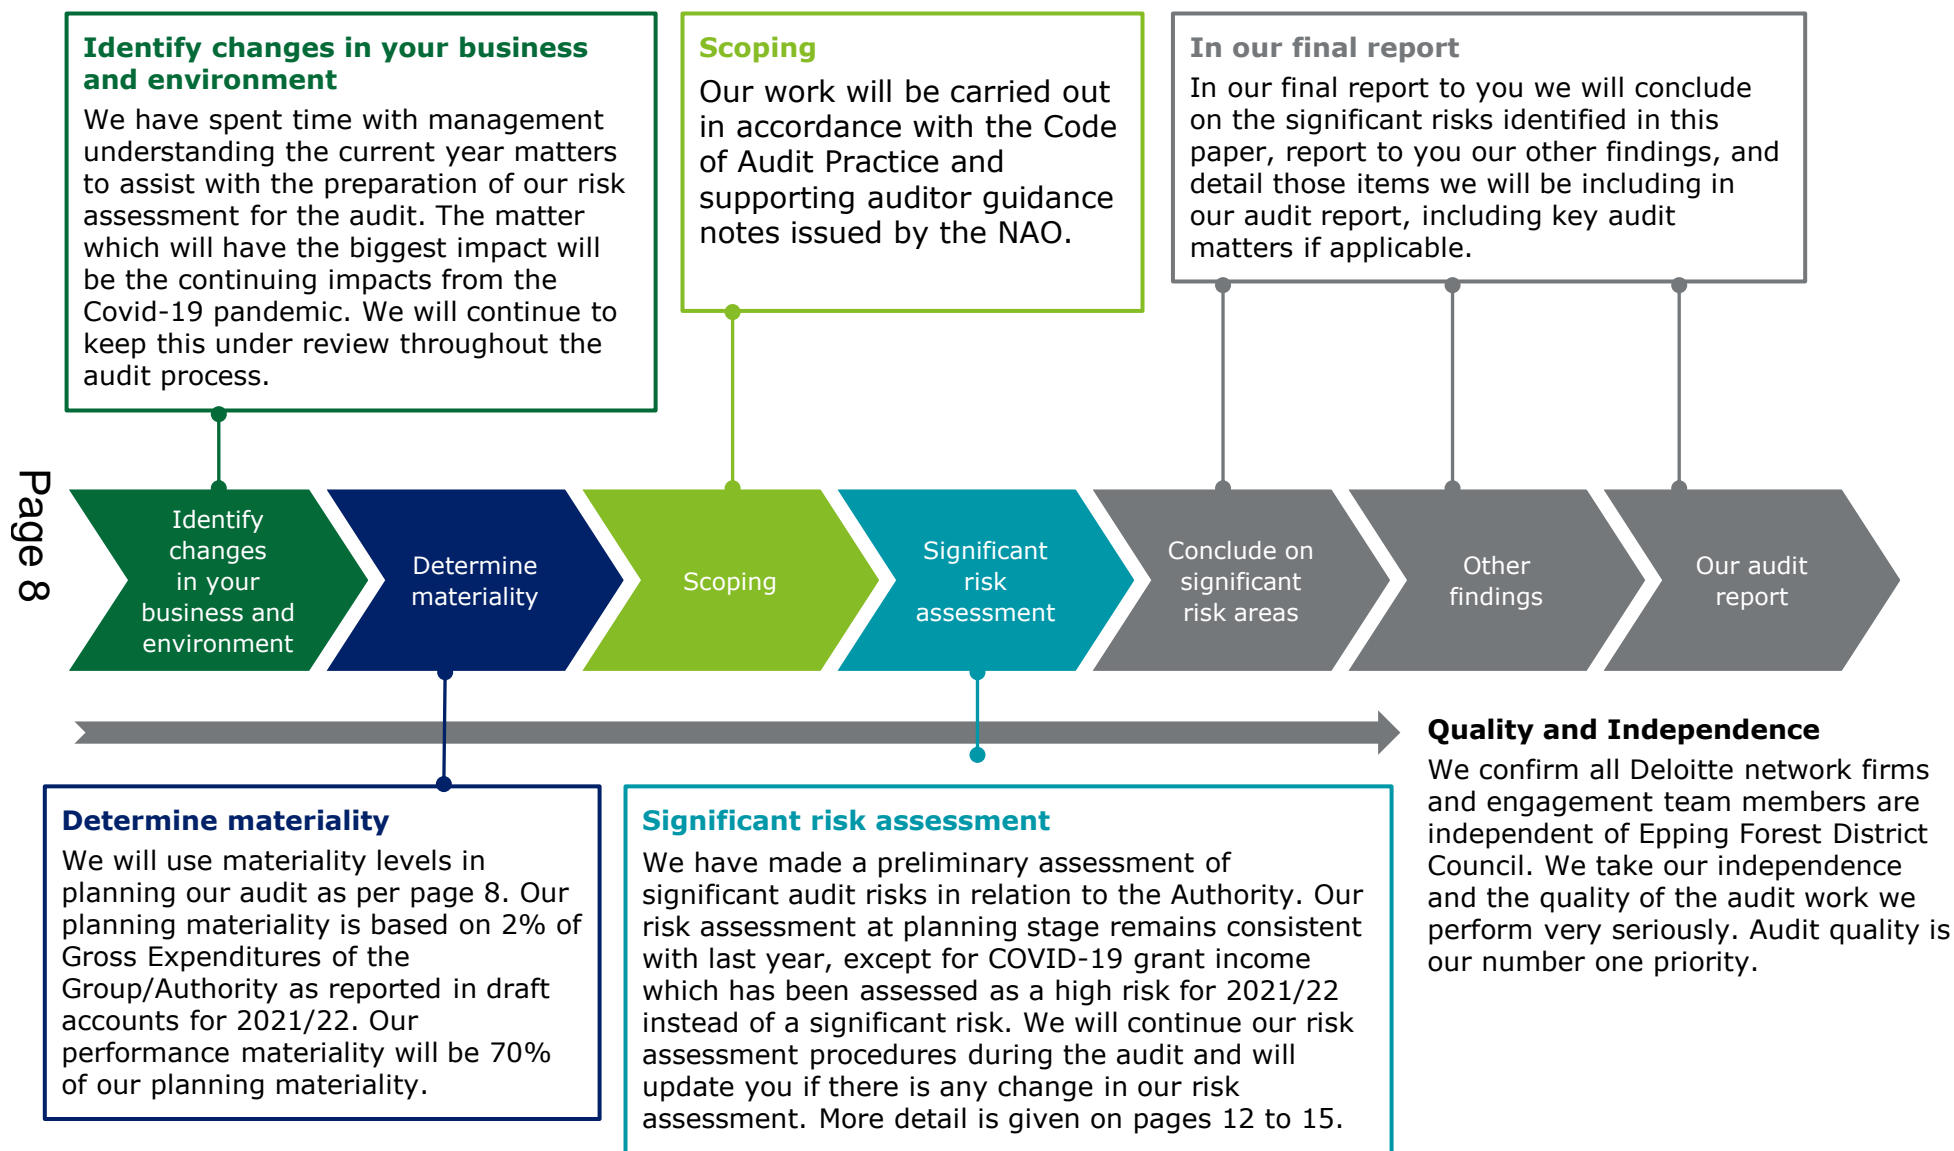 Identify changes in your business
and environment
We have spent time with management
understanding the current year matters
to assist with the preparation of our risk
assessment for the audit. The matter
which will have the biggest impact will
be the continuing impacts from the
Covid-19 pandemic. We will continue to
keep this under review throughout the
audit process.
Scoping
Our work will be carried out
in accordance with the Code
of Audit Practice and
supporting auditor guidance
notes issued by the NAO.
In our final report
In our final report to you we will conclude
on the significant risks identified in this
paper, report to you our other findings, and
detail those items we will be including in
our audit report, including key audit
matters if applicable.
Page 8
Identify
changes
in your
business and
environment
Determine
materiality
Scoping
Significant
risk
assessment
Conclude on
significant
risk areas
Other
findings
Our audit
report
Determine materiality
We will use materiality levels in
planning our audit as per page 8. Our
planning materiality is based on 2% of
Gross Expenditures of the
Group/Authority as reported in draft
accounts for 2021/22. Our
performance materiality will be 70%
of our planning materiality.
Significant risk assessment
We have made a preliminary assessment of
significant audit risks in relation to the Authority. Our
risk assessment at planning stage remains consistent
with last year, except for COVID-19 grant income
which has been assessed as a high risk for 2021/22
instead of a significant risk. We will continue our risk
assessment procedures during the audit and will
update you if there is any change in our risk
assessment. More detail is given on pages 12 to 15.
Quality and Independence
We confirm all Deloitte network firms
and engagement team members are
independent of Epping Forest District
Council. We take our independence
and the quality of the audit work we
perform very seriously. Audit quality is
our number one priority.